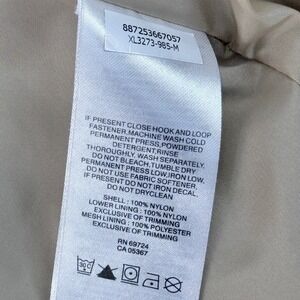 887253667057
XL3273-985-M
IF PRESENT CLOSE HOOK AND LOOP
FASTENER, MACHINE WASH COLD
PERMANENT PRESS, POWDERED
DETERGENT, RINSE
THOROUGHLY, WASH SEPARATELY,
DO NOT BLEACH, TUMBLE DRY
PERMANENT PRESS LOW, IRON LOW,
DO NOT USE FABRIC SOFTENER,
IF PRESENT DO NOT IRON DECAL,
DO NOT DRYCLEAN
SHELL : 100% NYLON
LOWER LINING : 100% NYLON
EXCLUSIVE OF TRIMMING
MESH LINING : 100% POLYESTER
EXCLUSIVE OF TRIMMING
RN 69724
CA 05367